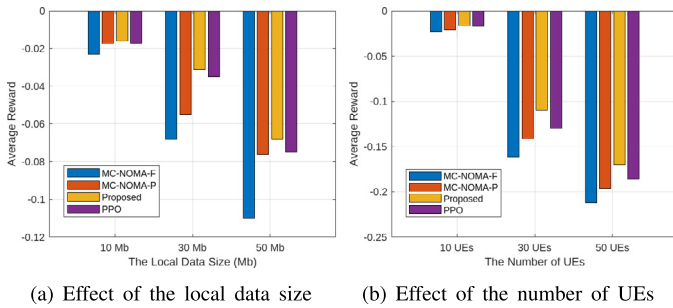 0
-0.02
-0.04
-0.06
-0.08
-0.1
-0.12
Average Reward
MC-NOMA-F
MC-NOMA-P
Proposed
PPO
10 Mb
30 Mb
50 Mb
The Local Data Size (Mb)
(a) Effect of the local data size
0
-0.05
-0.1
-0.15
-0.2
-0.25
Average Reward
MC-NOMA-F
MC-NOMA-P
Proposed
PPO
10 UEs
30 UEs
50 UEs
The Number of UEs
(b) Effect of the number of UEs